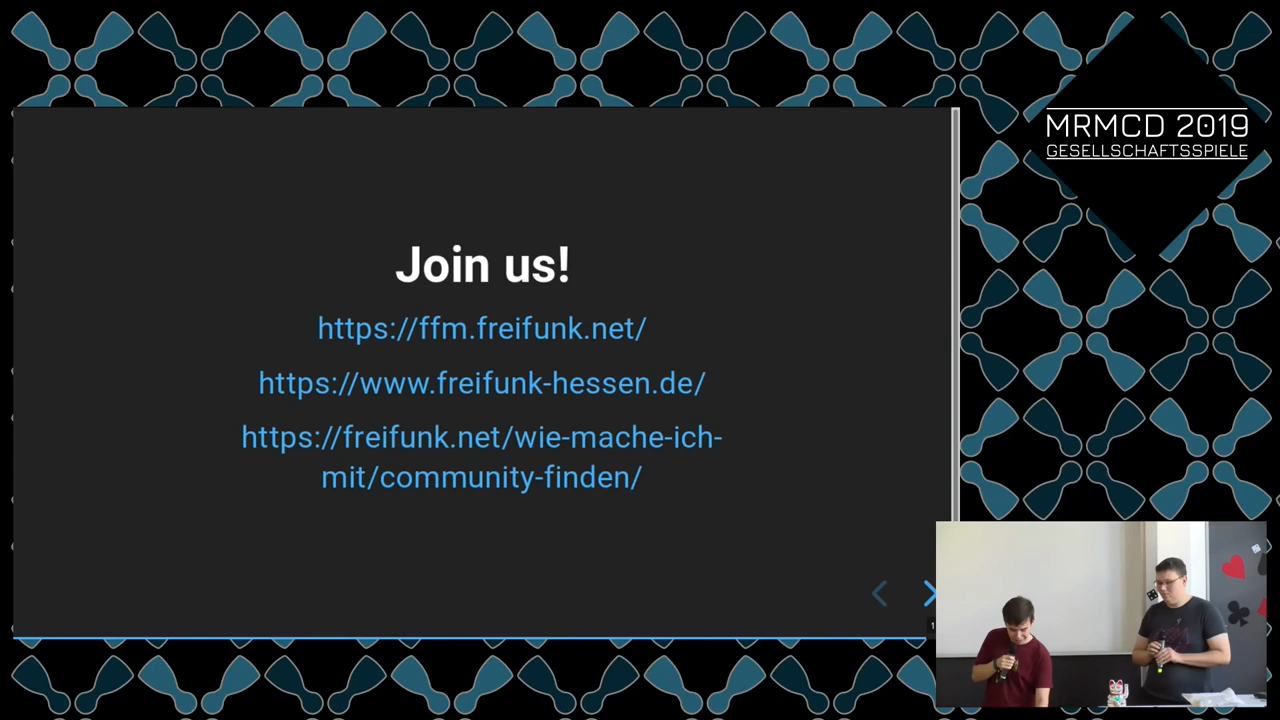 MRMCD 2019
GESELLSCHAFTSSPIELE
Join us!
https://ffm.freifunk.net/
https://www.freifunk-hessen.de/
https://freifunk.net/wie-mache-ich-
mit/community-finden/